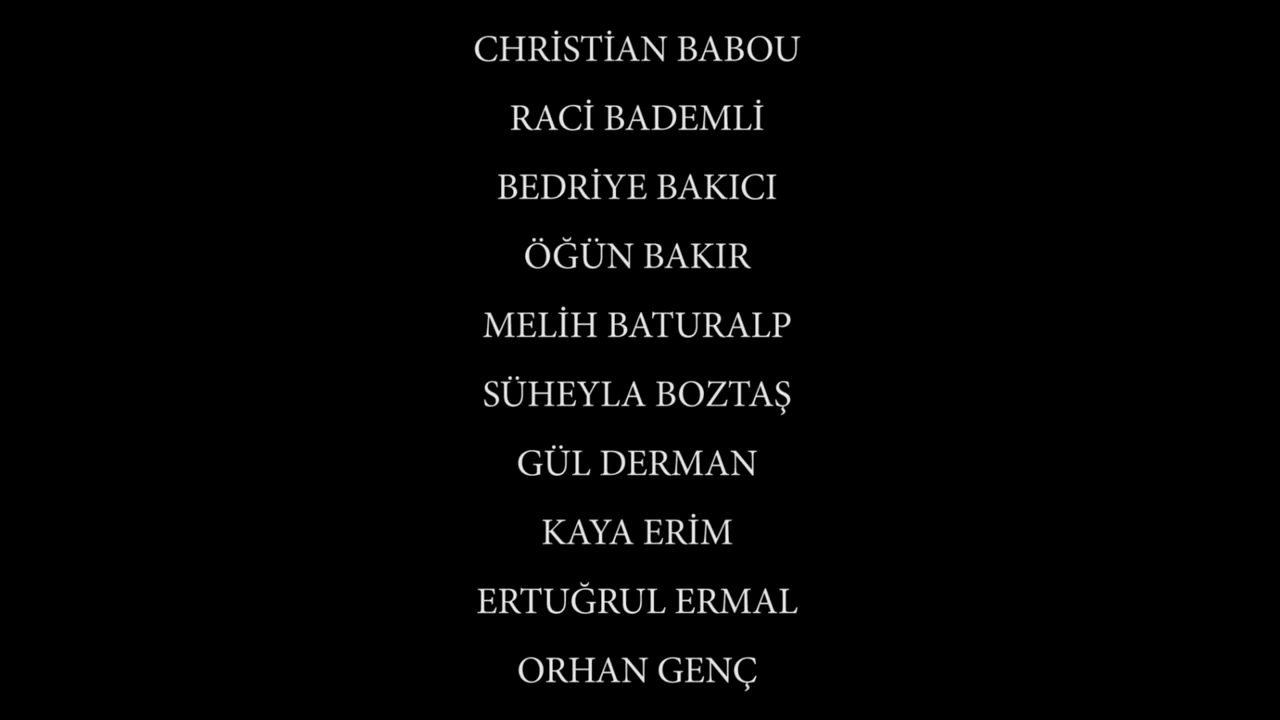 CHRİSTİAN BABOU
RACİ BADEMLİ
BEDRİYE BAKICI
ÖĞÜN BAKIR
MELİH BATURALP
SÜHEYLA BOZTAŞ
GÜL DERMAN
KAYA ERİM
ERTUĞRUL ERMAL
ORHAN GENÇ